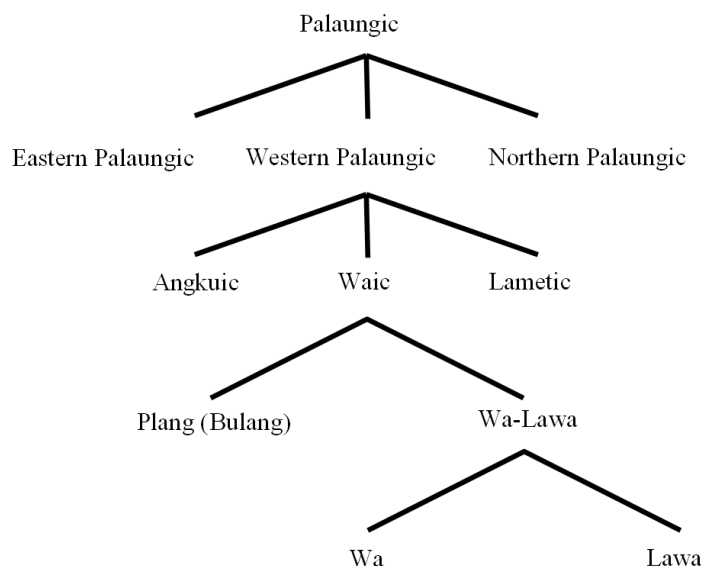 Palaungic
Eastern Palaungic Western Palaungic Northern Palaungic
Angkuic Waic Lametic
Plang (Bulang) Wa-Lawa
Wa Lawa